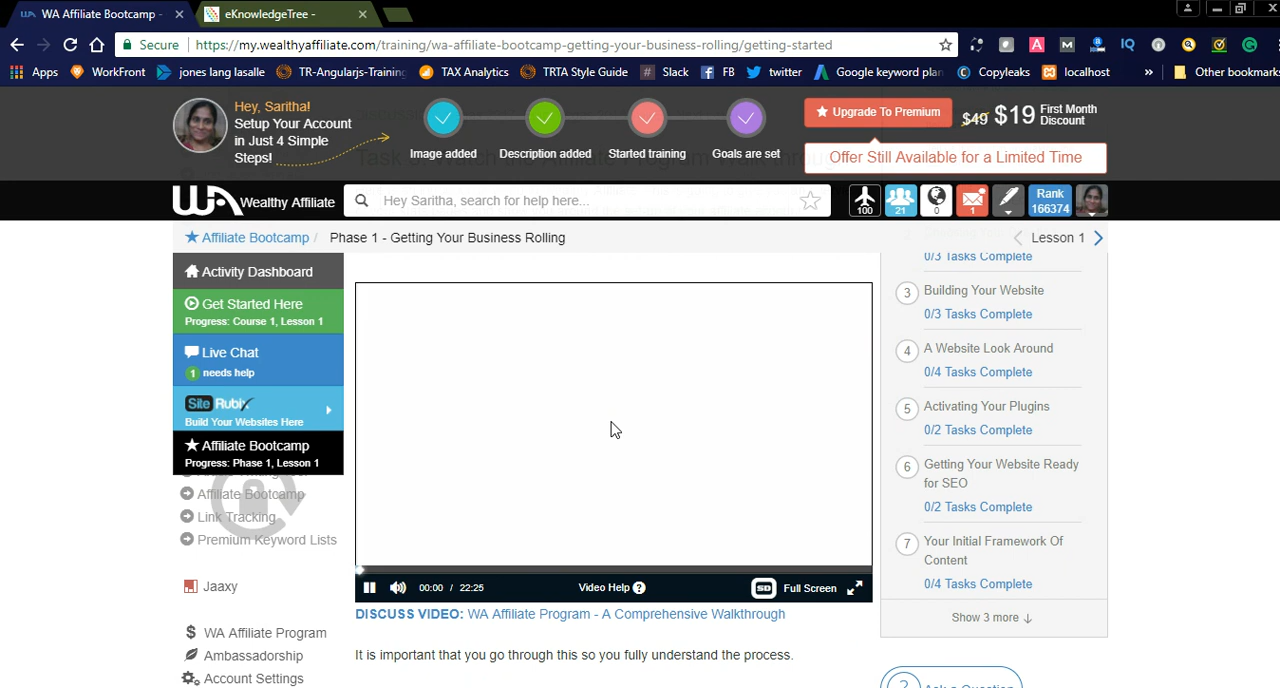 WA Affiliate Bootcamp -
eKnowledgeTree -
Secure
https://my.wealthyaffiliate.com/training/wa-affiliate-bootcamp-getting-your-business-rolling/getting-started
Apps WorkFront jones lang lasalle TR-Angularjs-Training TAX Analytics TRTA Style Guide Slack FB twitter Google keyword plan Copyleaks localhost » Other bookmarks
Hey, Saritha!
Setup Your Account
in Just 4 Simple
Steps!
Image added Description added Started training Goals are set
Upgrade To Premium
$49 $19 First Month
Discount
Offer Still Available for a Limited Time
WA Wealthy Affiliate
Hey Saritha, search for help here...
100 21 0 1
Rank
166374
Affiliate Bootcamp / Phase 1 - Getting Your Business Rolling
Lesson 1
Activity Dashboard
Get Started Here
Progress: Course 1, Lesson 1
Live Chat
1 needs help
Site Rubix
Build Your Websites Here
Affiliate Bootcamp
Progress: Phase 1, Lesson 1
Affiliate Bootcamp
Link Tracking
Premium Keyword Lists
Jaaxy
WA Affiliate Program
Ambassadorship
Account Settings
00:00 / 22:25
Video Help ?
SD Full Screen
DISCUSS VIDEO: WA Affiliate Program - A Comprehensive Walkthrough
It is important that you go through this so you fully understand the process.
0/3 Tasks Complete
3 Building Your Website
0/3 Tasks Complete
4 A Website Look Around
0/4 Tasks Complete
5 Activating Your Plugins
0/2 Tasks Complete
6 Getting Your Website Ready
for SEO
0/2 Tasks Complete
7 Your Initial Framework Of
Content
0/4 Tasks Complete
Show 3 more ↓
? Ask a Question